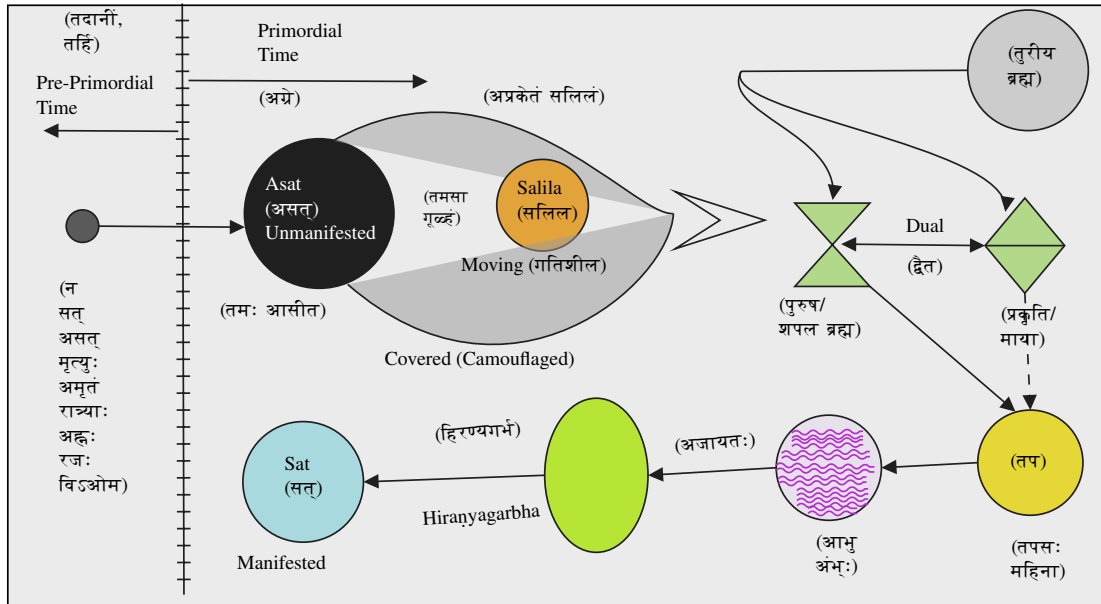 (तदानीं,
तर्हि)
Pre-Primordial
Time
Primordial
Time
(अग्रे)
(अप्रकेतं सलिलं)
(तुरीय
ब्रह्म)
Asat
(असत्)
Unmanifested
(तमसा
गूळ्हं)
Salila
(सलिल)
Moving (गतिशील)
(तमः आसीत)
Covered (Camouflaged)
Dual
(द्वैत)
(पुरुष/
शपल ब्रह्म)
(प्रकृति/
माया)
(न
सत्
असत्
मृत्युः
अमृतं
रात्र्याः
अह्नः
रजः
विऽओम)
Sat
(सत्)
Manifested
(हिरण्यगर्भ)
Hiraṇyagarbha
(अजायतः)
(आभु
अंभ्ः)
(तप)
(तपसः
महिना)